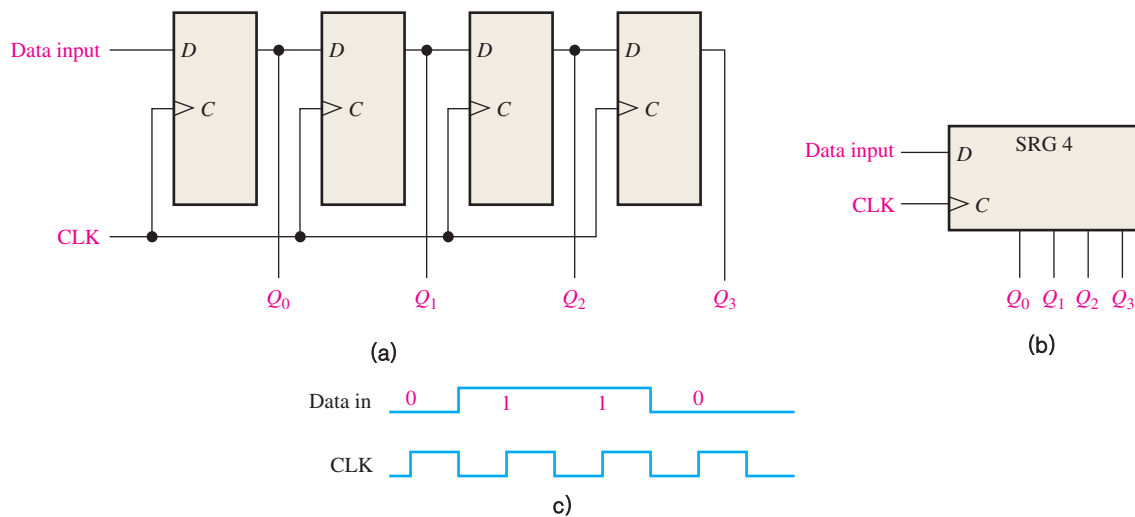 Data input
D
D
D
D
C
C
C
C
CLK
Q0
Q1
Q2
Q3
(a)
SRG 4
Data input
D
CLK
C
Q0
Q1
Q2
Q3
(b)
Data in
0
1
1
0
CLK
c)